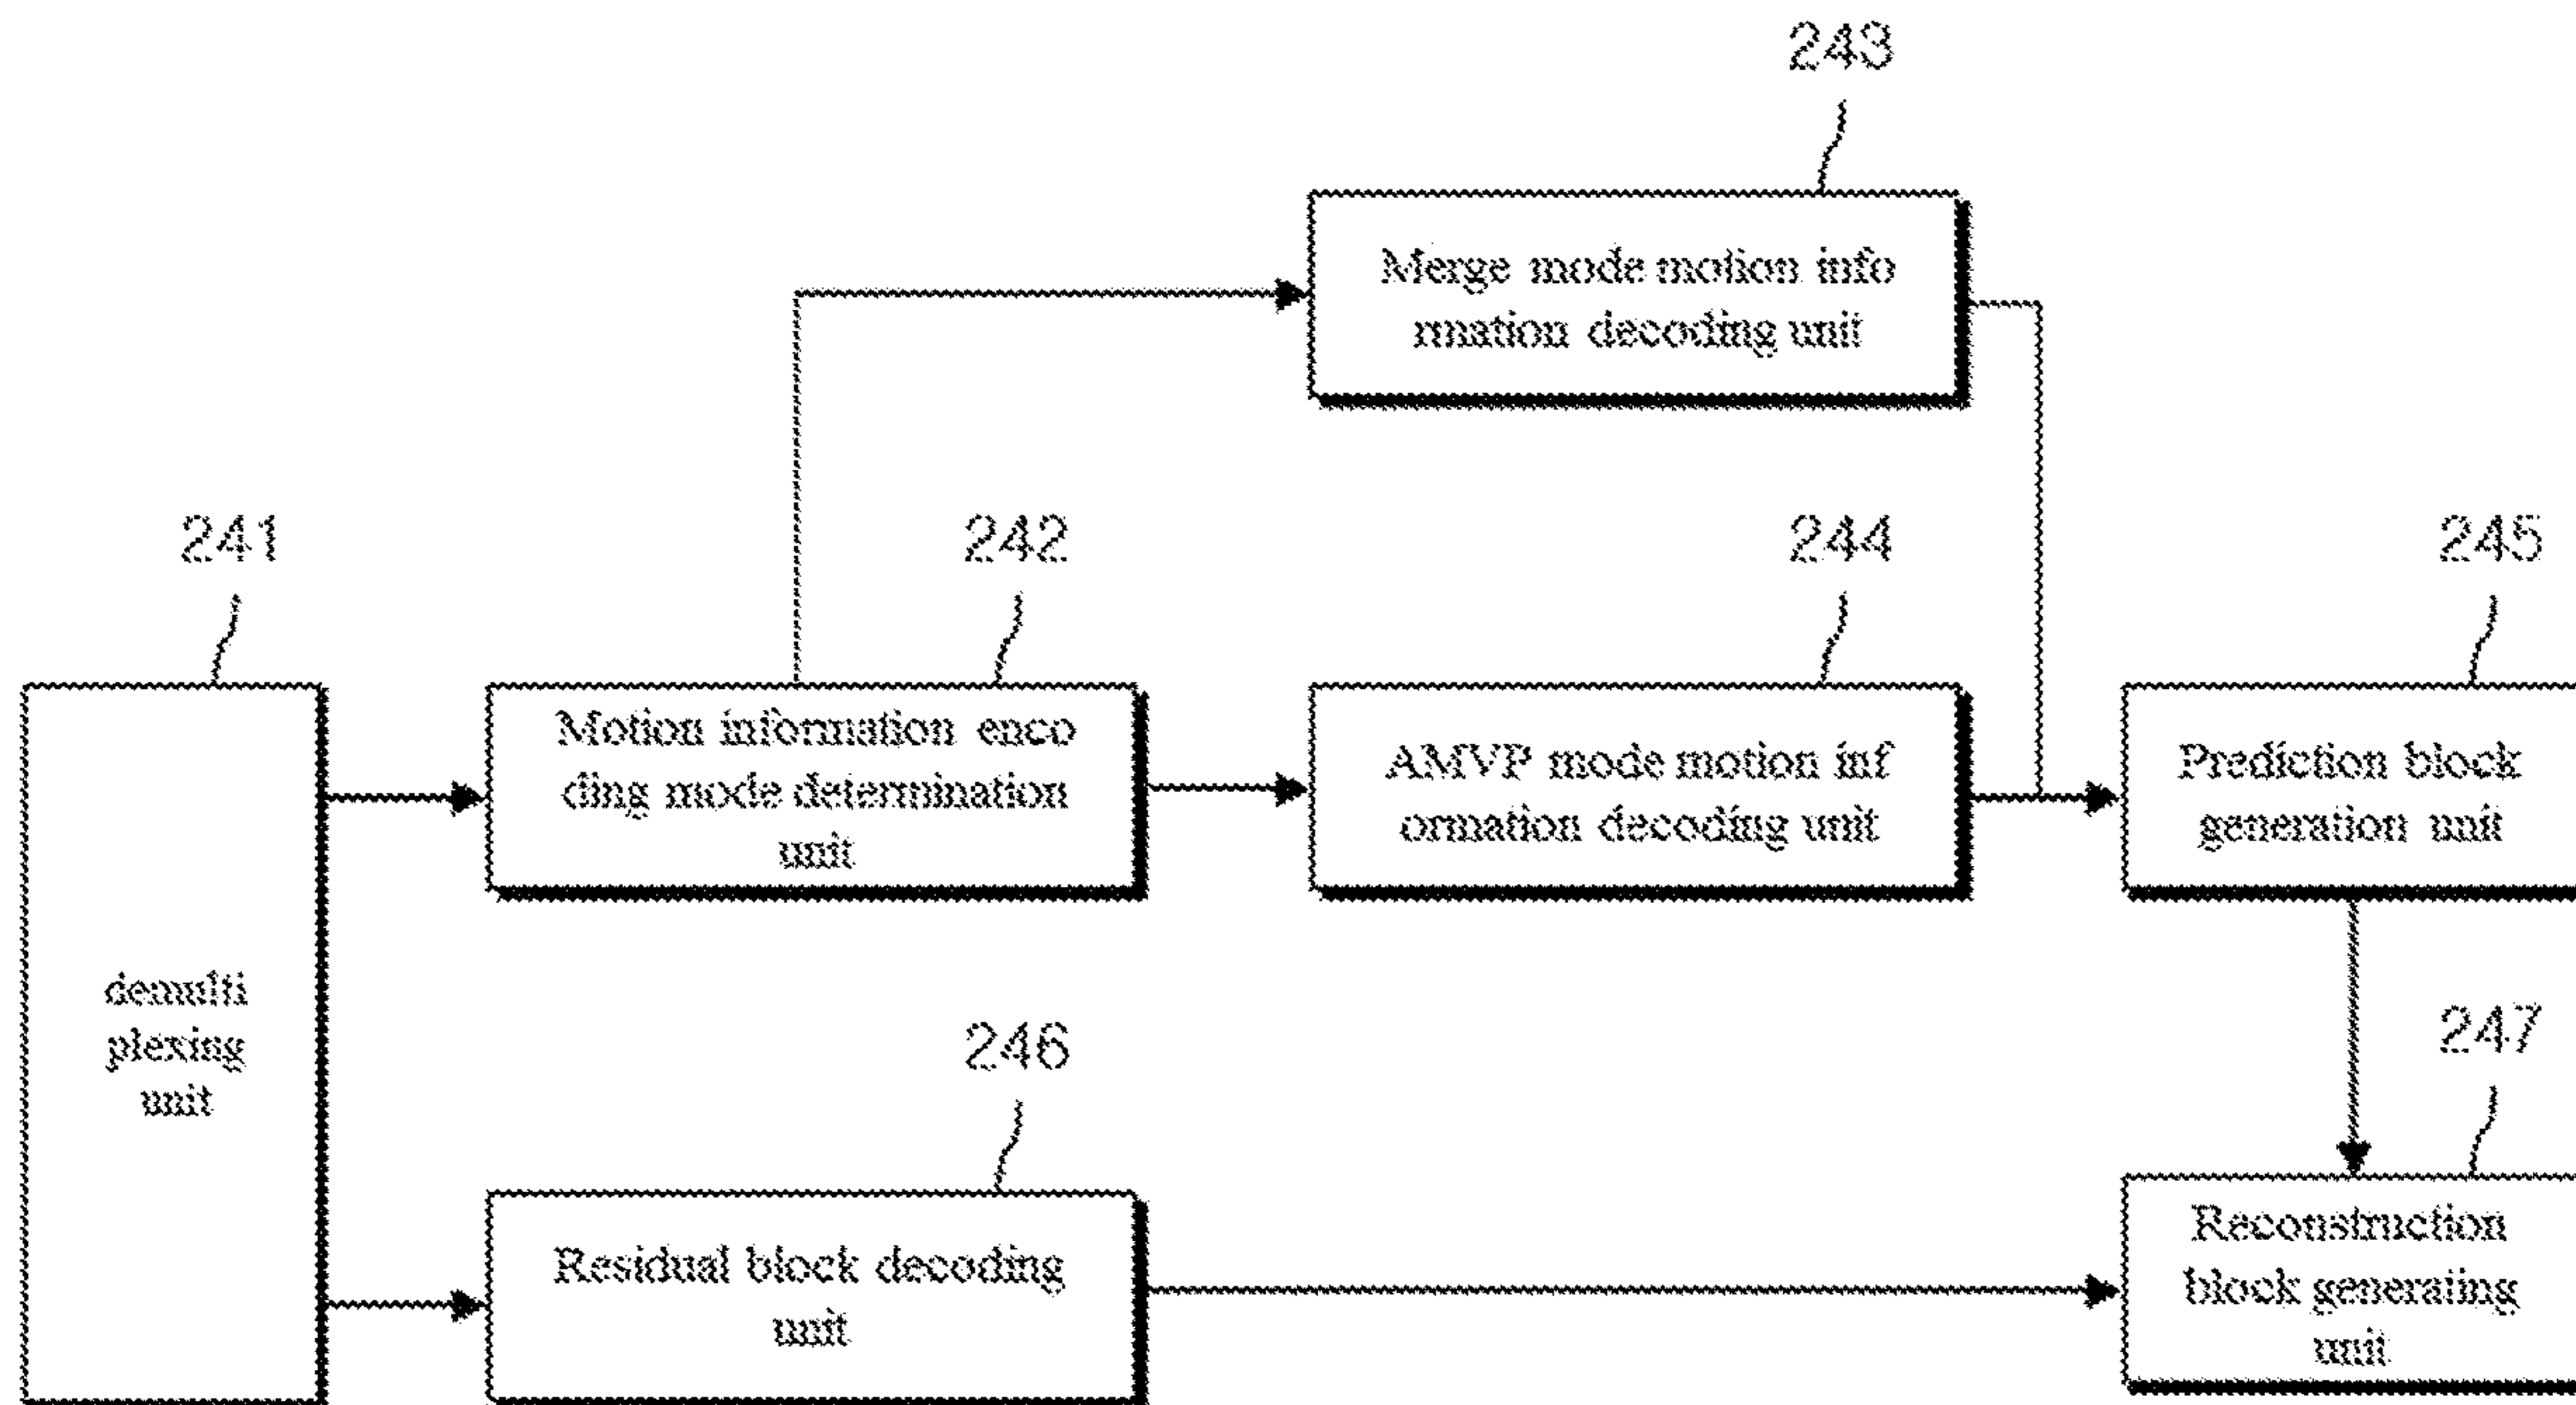 243
Merge mode motion info
rmation decoding unit
241
242
244
245
Motion information enco
ding mode determination
unit
AMVP mode motion inf
ormation decoding unit
Prediction block
generation unit
demulti
plexing
unit
246
247
Residual block decoding
unit
Reconstruction
block generating
unit